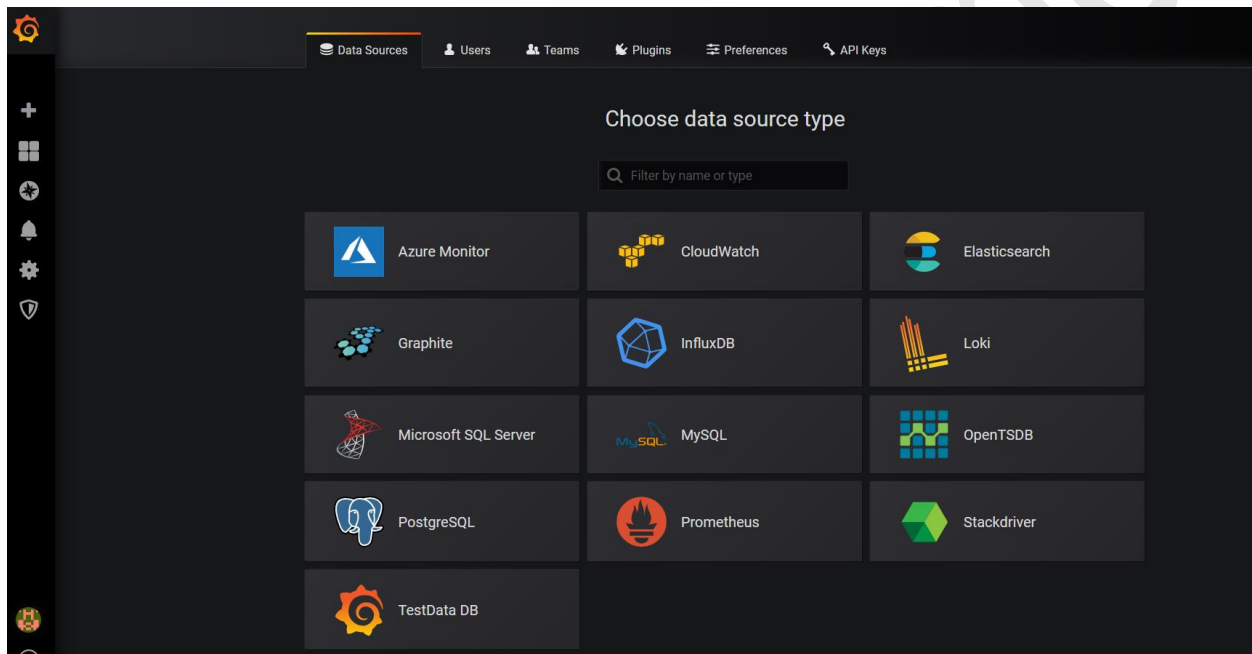 Data Sources Users Teams Plugins Preferences API Keys
Choose data source type
Filter by name or type
Azure Monitor CloudWatch Elasticsearch
Graphite InfluxDB Loki
Microsoft SQL Server MySQL MySQL OpenTSDB
PostgreSQL Prometheus Stackdriver
TestData DB